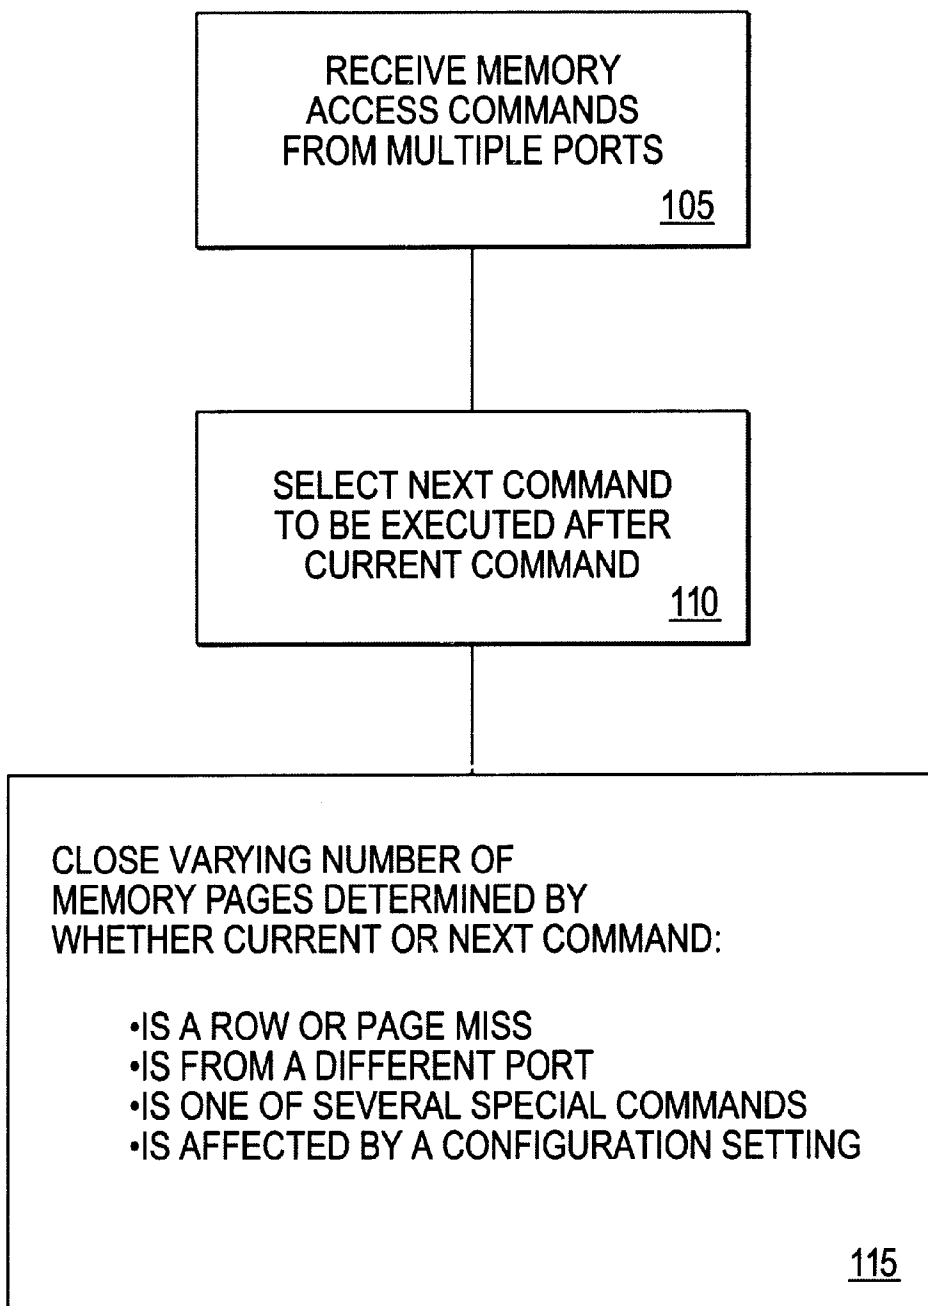 RECEIVE MEMORY
ACCESS COMMANDS
FROM MULTIPLE PORTS
105
SELECT NEXT COMMAND
TO BE EXECUTED AFTER
CURRENT COMMAND
110
CLOSE VARYING NUMBER OF
MEMORY PAGES DETERMINED BY
WHETHER CURRENT OR NEXT COMMAND:
•IS A ROW OR PAGE MISS
•IS FROM A DIFFERENT PORT
•IS ONE OF SEVERAL SPECIAL COMMANDS
•IS AFFECTED BY A CONFIGURATION SETTING
115